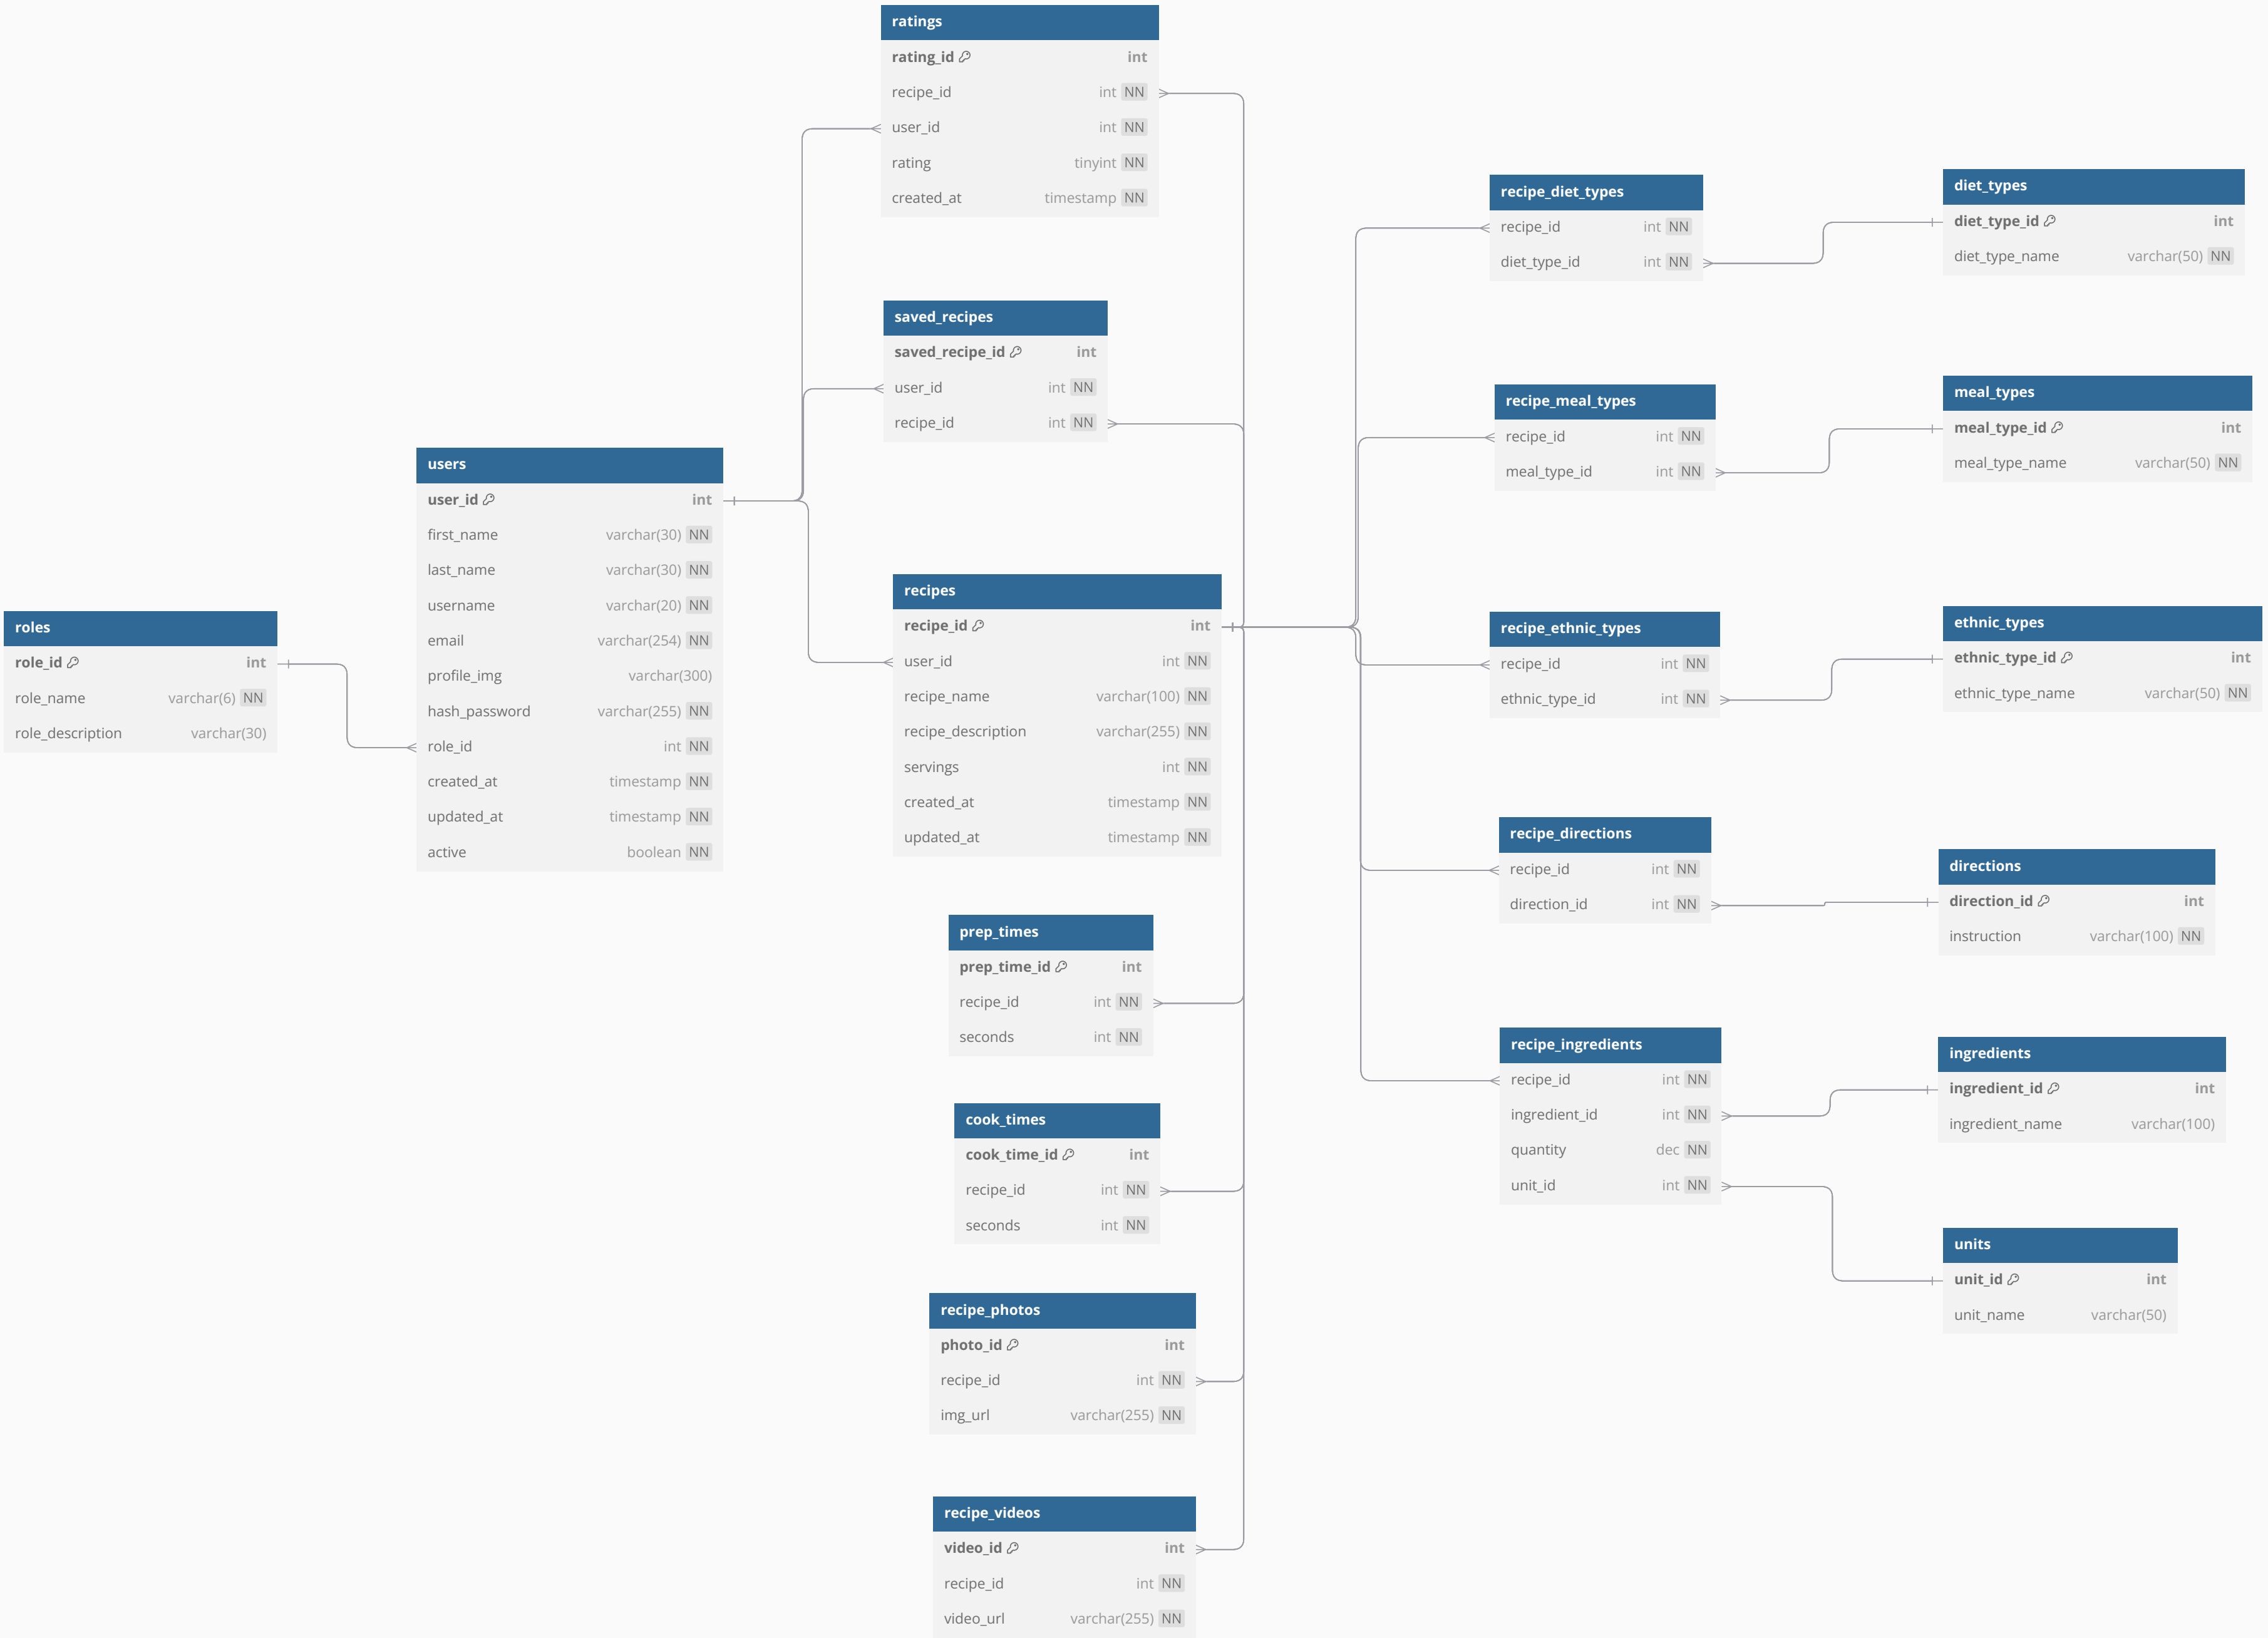 ratings
rating_id int
recipe_id int NN
user_id int NN
rating tinyint NN
created_at timestamp NN
saved_recipes
saved_recipe_id int
user_id int NN
recipe_id int NN
users
user_id int
first_name varchar(30) NN
last_name varchar(30) NN
username varchar(20) NN
email varchar(254) NN
profile_img varchar(300)
hash_password varchar(255) NN
role_id int NN
created_at timestamp NN
updated_at timestamp NN
active boolean NN
roles
role_id int
role_name varchar(6) NN
role_description varchar(30)
recipes
recipe_id int
user_id int NN
recipe_name varchar(100) NN
recipe_description varchar(255) NN
servings int NN
created_at timestamp NN
updated_at timestamp NN
prep_times
prep_time_id int
recipe_id int NN
seconds int NN
cook_times
cook_time_id int
recipe_id int NN
seconds int NN
recipe_photos
photo_id int
recipe_id int NN
img_url varchar(255) NN
recipe_videos
video_id int
recipe_id int NN
video_url varchar(255) NN
recipe_diet_types
recipe_id int NN
diet_type_id int NN
diet_types
diet_type_id int
diet_type_name varchar(50) NN
recipe_meal_types
recipe_id int NN
meal_type_id int NN
meal_types
meal_type_id int
meal_type_name varchar(50) NN
recipe_ethnic_types
recipe_id int NN
ethnic_type_id int NN
ethnic_types
ethnic_type_id int
ethnic_type_name varchar(50) NN
recipe_directions
recipe_id int NN
direction_id int NN
directions
direction_id int
instruction varchar(100) NN
recipe_ingredients
recipe_id int NN
ingredient_id int NN
quantity dec NN
unit_id int NN
ingredients
ingredient_id int
ingredient_name varchar(100)
units
unit_id int
unit_name varchar(50)